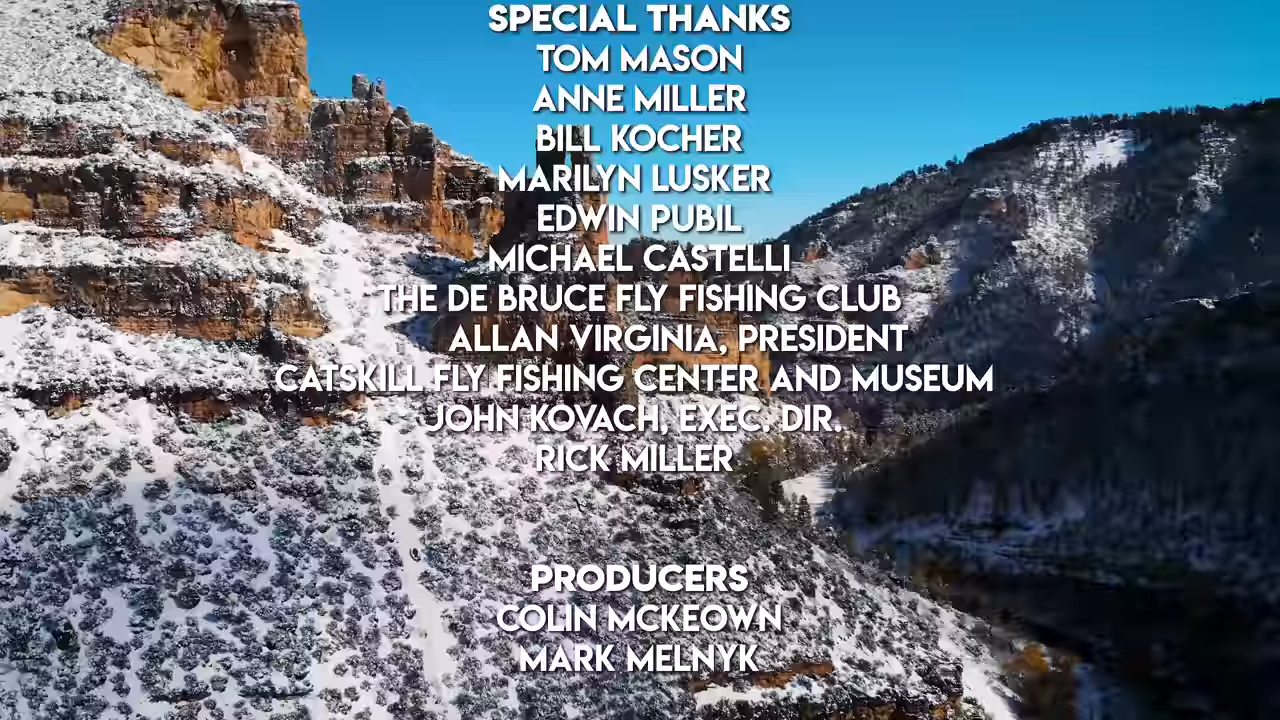 SPECIAL THANKS
TOM MASON
ANNE MILLER
BILL KOCHER
MARILYN LUSKER
EDWIN PUBIL
MICHAEL CASTELLI
THE DE BRUCE FLY FISHING CLUB
ALLAN VIRGINIA, PRESIDENT
CATSKILL FLY FISHING CENTER AND MUSEUM
JOHN KOVACH, EXEC. DIR.
RICK MILLER
PRODUCERS
COLIN MCKEOWN
MARK MELNYK